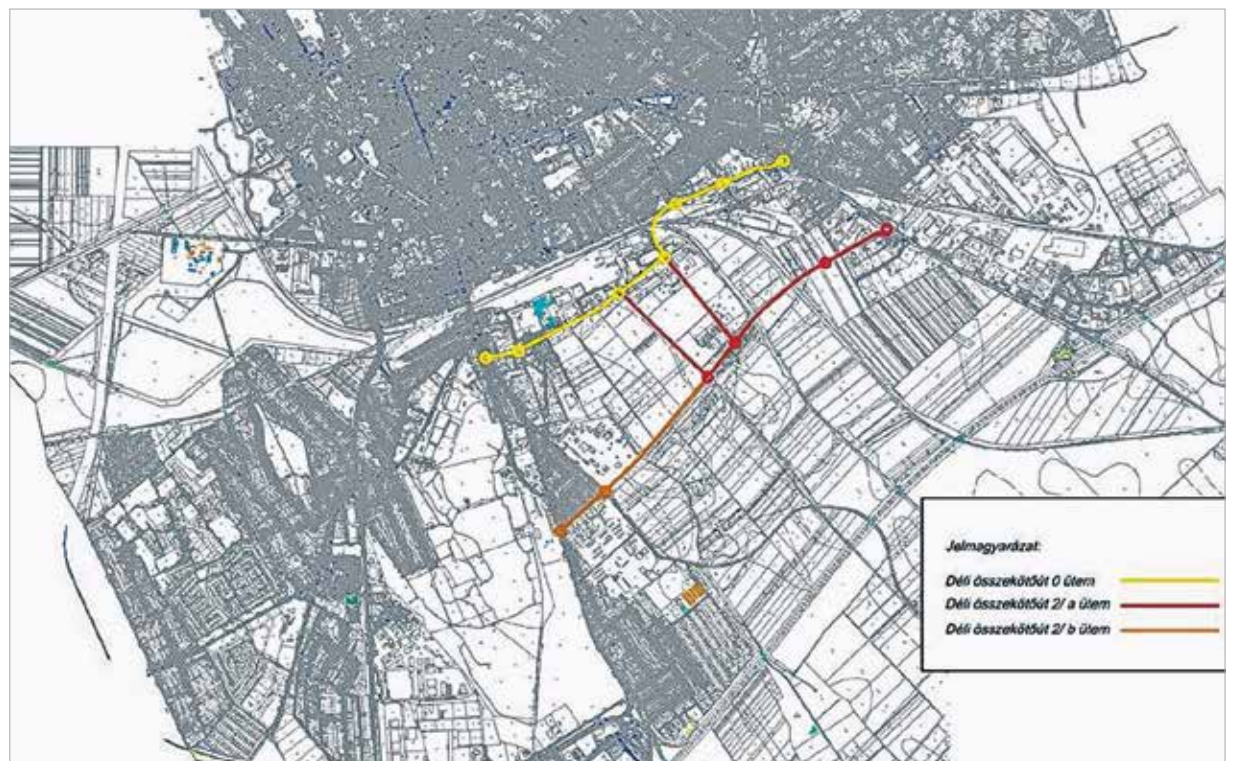 Jelmagyarázat:
Déli összekötőút 0 ütem
Déli összekötőút 2/ a ütem
Déli összekötőút 2/ b ütem